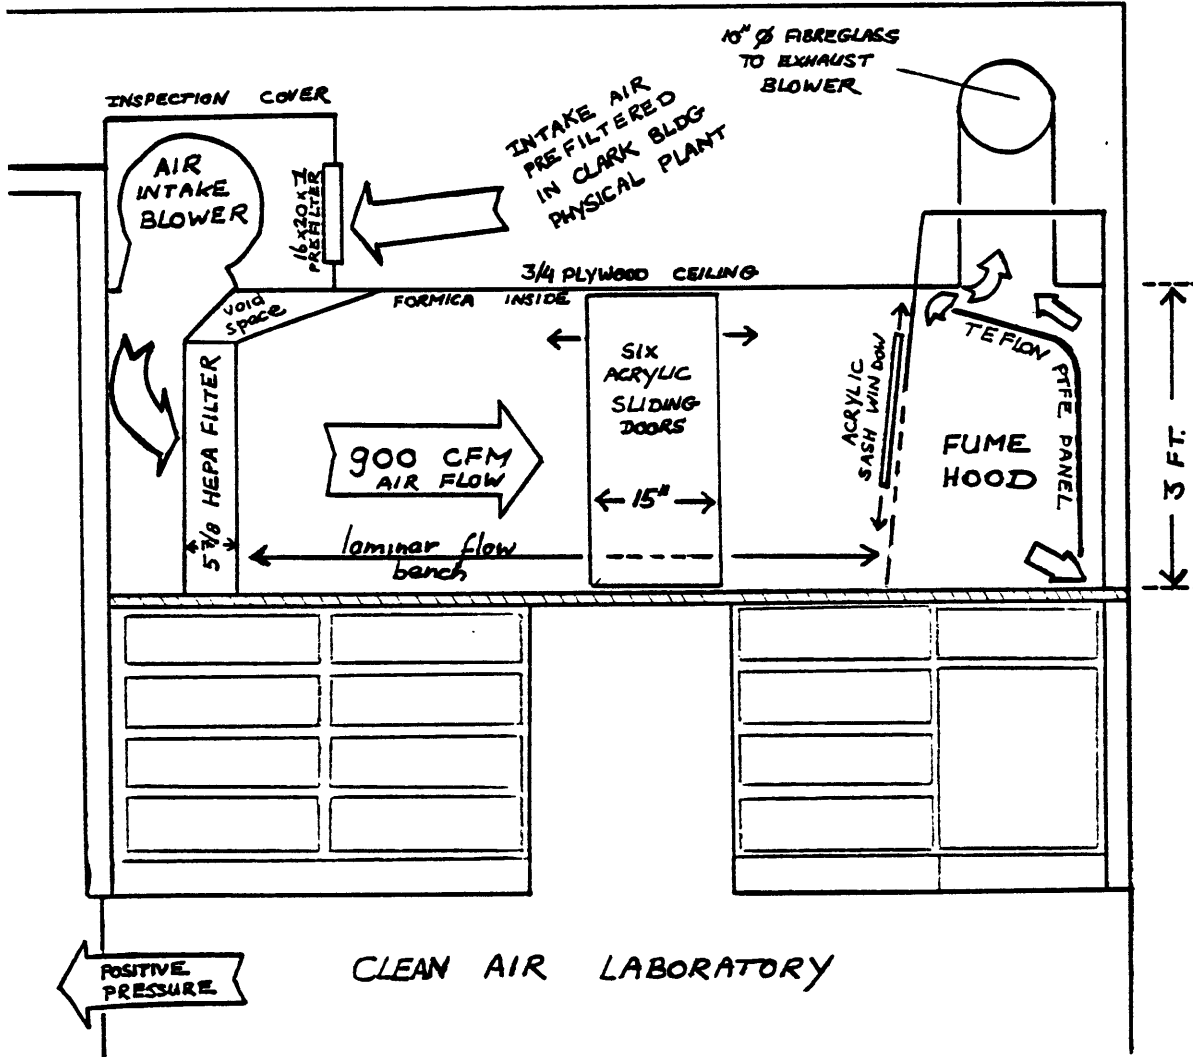 10" Ø FIBREGLASS
TO EXHAUST
BLOWER
INSPECTION COVER
INTAKE AIR
PREFILTERED
IN CLARK BLDG
PHYSICAL PLANT
AIR
INTAKE
BLOWER
16x20x1
PREFILTER
3/4 PLYWOOD CEILING
FORMICA INSIDE
void
space
TEFLON PTFE PANEL
SIX
ACRYLIC
SLIDING
DOORS
ACRYLIC
SASH WINDOW
5 7/8 HEPA FILTER
900 CFM
AIR FLOW
FUME
HOOD
3 FT.
15"
laminar flow
bench
CLEAN AIR LABORATORY
POSITIVE
PRESSURE